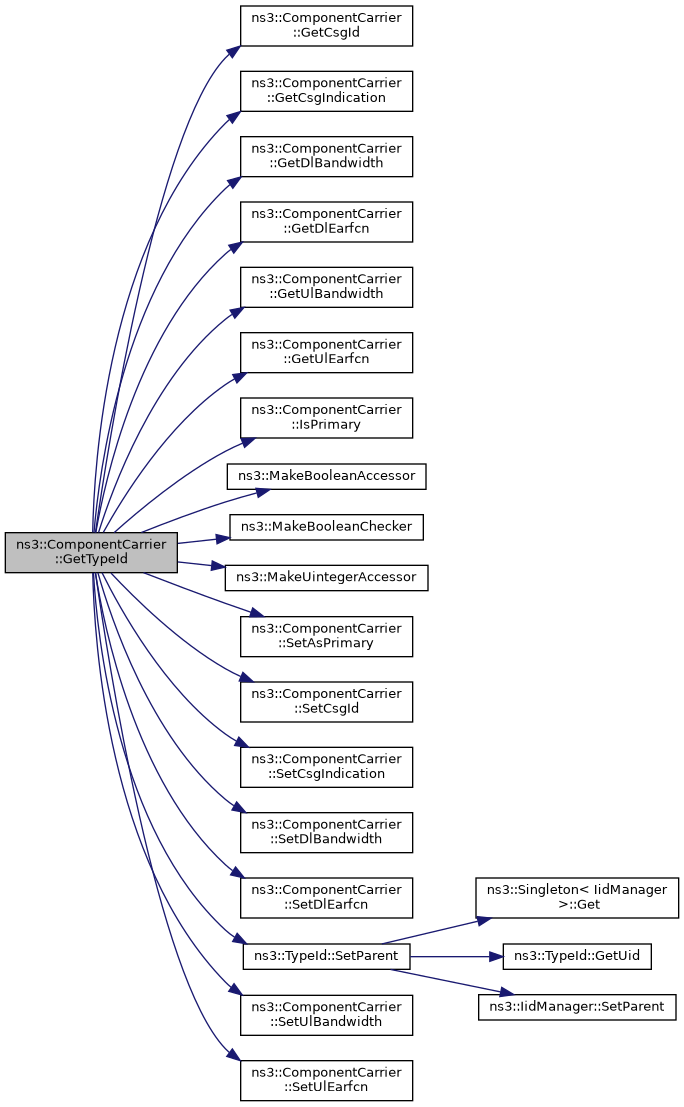 ns3::ComponentCarrier
::GetCsgId
ns3::ComponentCarrier
::GetCsgIndication
ns3::ComponentCarrier
::GetDlBandwidth
ns3::ComponentCarrier
::GetDlEarfcn
ns3::ComponentCarrier
::GetUlBandwidth
ns3::ComponentCarrier
::GetUlEarfcn
ns3::ComponentCarrier
::IsPrimary
ns3::MakeBooleanAccessor
ns3::MakeBooleanChecker
ns3::ComponentCarrier
::GetTypeId
ns3::MakeUintegerAccessor
ns3::ComponentCarrier
::SetAsPrimary
ns3::ComponentCarrier
::SetCsgId
ns3::ComponentCarrier
::SetCsgIndication
ns3::ComponentCarrier
::SetDlBandwidth
ns3::ComponentCarrier
::SetDlEarfcn
ns3::Singleton< IidManager
>::Get
ns3::TypeId::SetParent
ns3::TypeId::GetUid
ns3::IidManager::SetParent
ns3::ComponentCarrier
::SetUlBandwidth
ns3::ComponentCarrier
::SetUlEarfcn